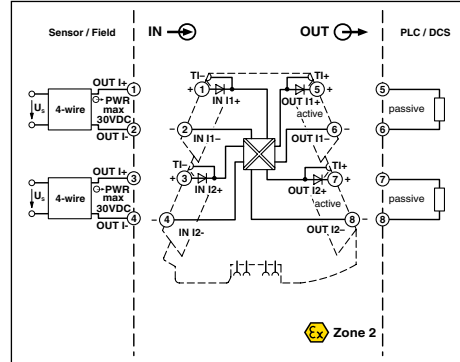 Sensor / Field
IN
OUT
PLC / DCS
OUT I+
1
PWR
max
30VDC
4-wire
Us
OUT I-
2
OUT I+
3
PWR
max
30VDC
4-wire
Us
OUT I-
4
TI–
+ 1
IN I1+
– 2
IN I1–
TI–
+ 3
IN I2+
– 4
IN I2-
TI+
5 +
OUT I1+
active
6 –
OUT I1–
TI+
7 +
OUT I2+
active
8 –
OUT I2–
5
passive
6
7
passive
8
Ex Zone 2